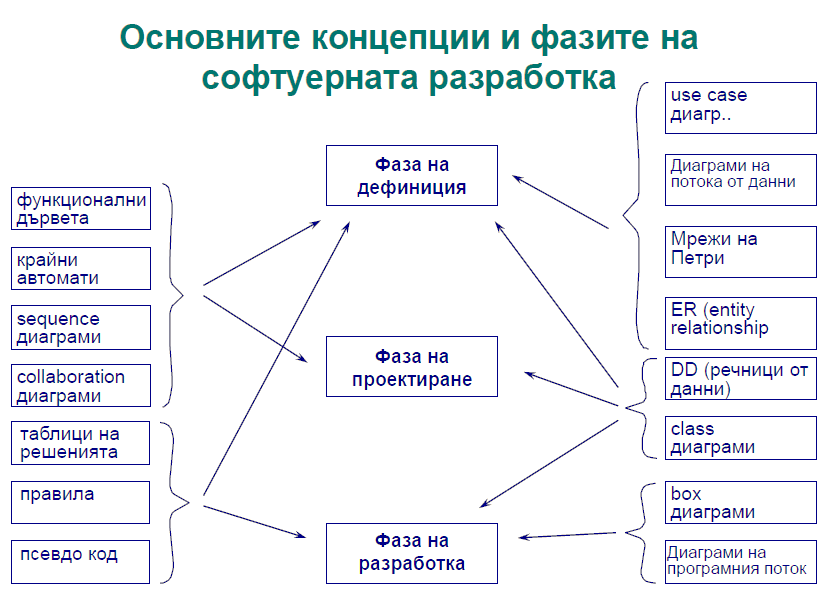 Основните концепции и фазите на
софтуерната разработка
функционални
дървета
крайни
автомати
sequence
диаграми
collaboration
диаграми
таблици на
решенията
правила
псевдо код
Фаза на
дефиниция
Фаза на
проектиране
Фаза на
разработка
use case
диагр..
Диаграми на
потока от данни
Мрежи на
Петри
ER (entity
relationship
DD (речници от
данни)
class
диаграми
box
диаграми
Диаграми на
програмния поток